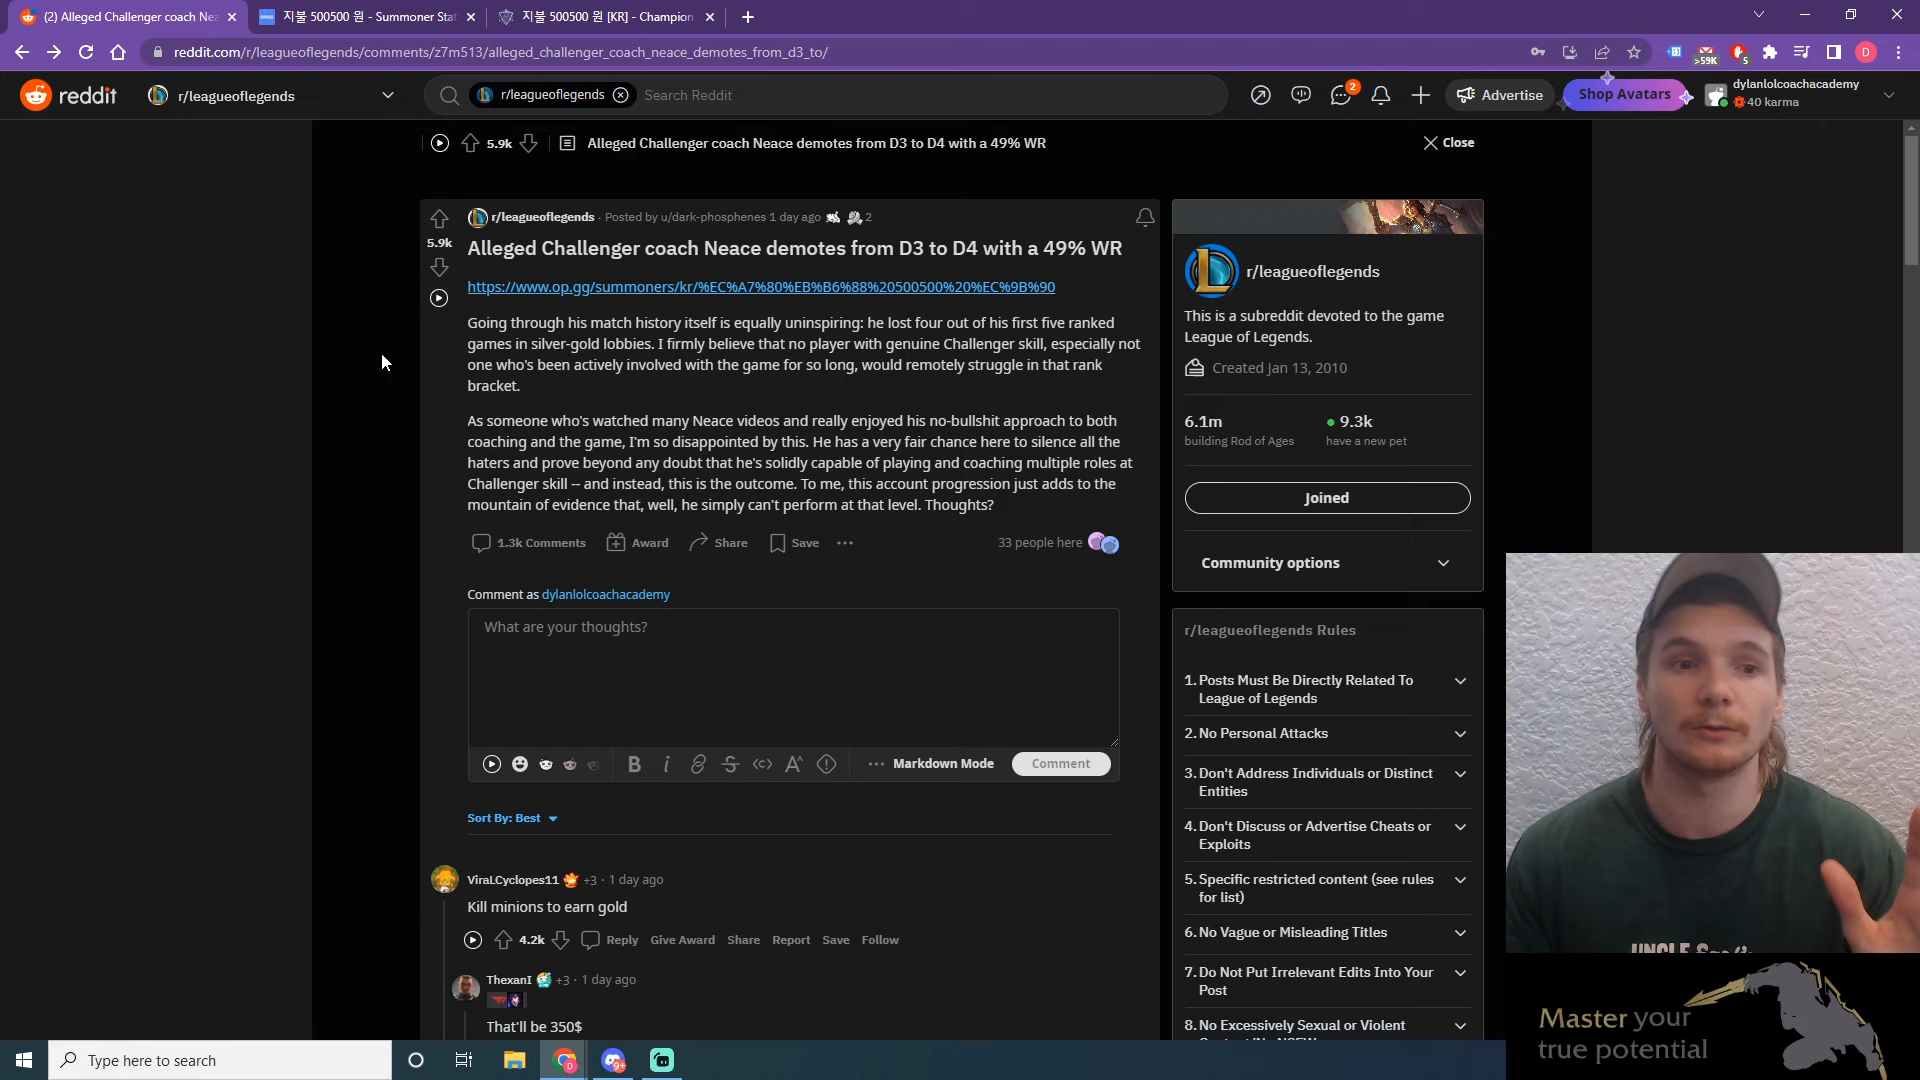 (2) Alleged Challenger coach Nea
지불 500500 원 - Summoner Stat
지불 500500 원 [KR] - Champion
reddit.com/r/leagueoflegends/comments/z7m513/alleged_challenger_coach_neace_demotes_from_d3_to/
>59K
5
D
reddit
r/leagueoflegends
r/leagueoflegends
Search Reddit
2
Advertise
Shop Avatars
dylanlolcoachacademy
40 karma
5.9k
Alleged Challenger coach Neace demotes from D3 to D4 with a 49% WR
Close
r/leagueoflegends · Posted by u/dark-phosphenes 1 day ago 2
5.9k
Alleged Challenger coach Neace demotes from D3 to D4 with a 49% WR
https://www.op.gg/summoners/kr/%EC%A7%80%EB%B6%88%20500500%20%EC%9B%90
Going through his match history itself is equally uninspiring: he lost four out of his first five ranked
games in silver-gold lobbies. I firmly believe that no player with genuine Challenger skill, especially not
one who's been actively involved with the game for so long, would remotely struggle in that rank
bracket.
As someone who's watched many Neace videos and really enjoyed his no-bullshit approach to both
coaching and the game, I'm so disappointed by this. He has a very fair chance here to silence all the
haters and prove beyond any doubt that he's solidly capable of playing and coaching multiple roles at
Challenger skill -- and instead, this is the outcome. To me, this account progression just adds to the
mountain of evidence that, well, he simply can't perform at that level. Thoughts?
1.3k Comments
Award
Share
Save
33 people here
Comment as dylanlolcoachacademy
What are your thoughts?
Markdown Mode
Comment
Sort By: Best
ViraLCyclopes11 +3 · 1 day ago
Kill minions to earn gold
4.2k
Reply
Give Award
Share
Report
Save
Follow
ThexanI +3 · 1 day ago
That'll be 350$
r/leagueoflegends
This is a subreddit devoted to the game
League of Legends.
Created Jan 13, 2010
6.1m
building Rod of Ages
9.3k
have a new pet
Joined
Community options
r/leagueoflegends Rules
1. Posts Must Be Directly Related To
League of Legends
2. No Personal Attacks
3. Don't Address Individuals or Distinct
Entities
4. Don't Discuss or Advertise Cheats or
Exploits
5. Specific restricted content (see rules
for list)
6. No Vague or Misleading Titles
7. Do Not Put Irrelevant Edits Into Your
Post
8. No Excessively Sexual or Violent
UNCLE
Master your
true potential
Type here to search
D
9+